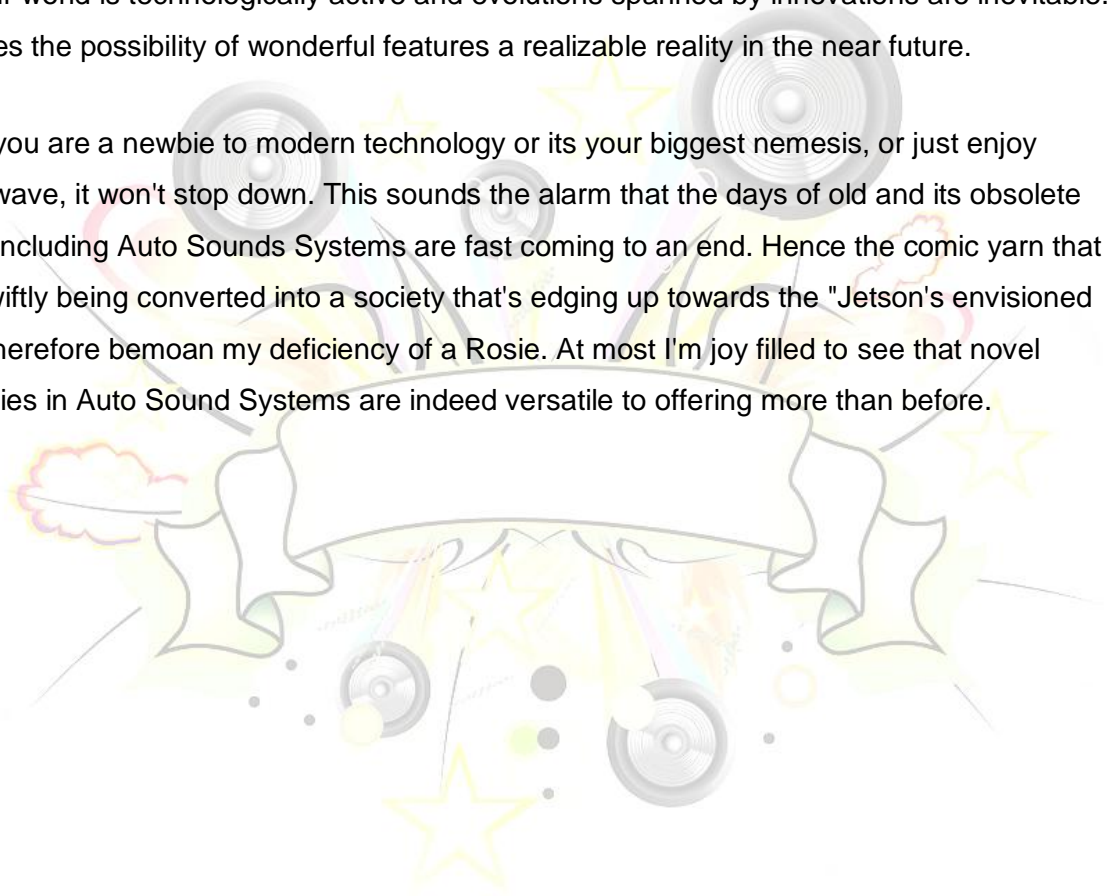 world is technologically active and evolutions spanned by innovations are inevitable.
es the possibility of wonderful features a realizable reality in the near future.
you are a newbie to modern technology or its your biggest nemesis, or just enjoy
wave, it won't stop down. This sounds the alarm that the days of old and its obsolete
ncluding Auto Sounds Systems are fast coming to an end. Hence the comic yarn that
viftly being converted into a society that's edging up towards the "Jetson's envisioned
herefore bemoan my deficiency of a Rosie. At most I'm joy filled to see that novel
ies in Auto Sound Systems are indeed versatile to offering more than before.